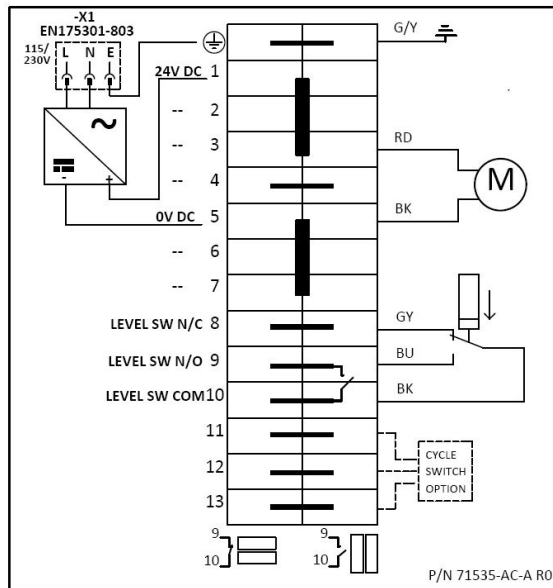 -X1
EN175301-803
115/
230V
L N E
G/Y
24V DC 1
-- 2
-- 3
RD
-- 4
M
0V DC 5
BK
-- 6
-- 7
LEVEL SW N/C 8
GY
LEVEL SW N/O 9
BU
LEVEL SW COM 10
BK
11
12
13
CYCLE
SWITCH
OPTION
+
9
10
9
10
P/N 71535-AC-A R0